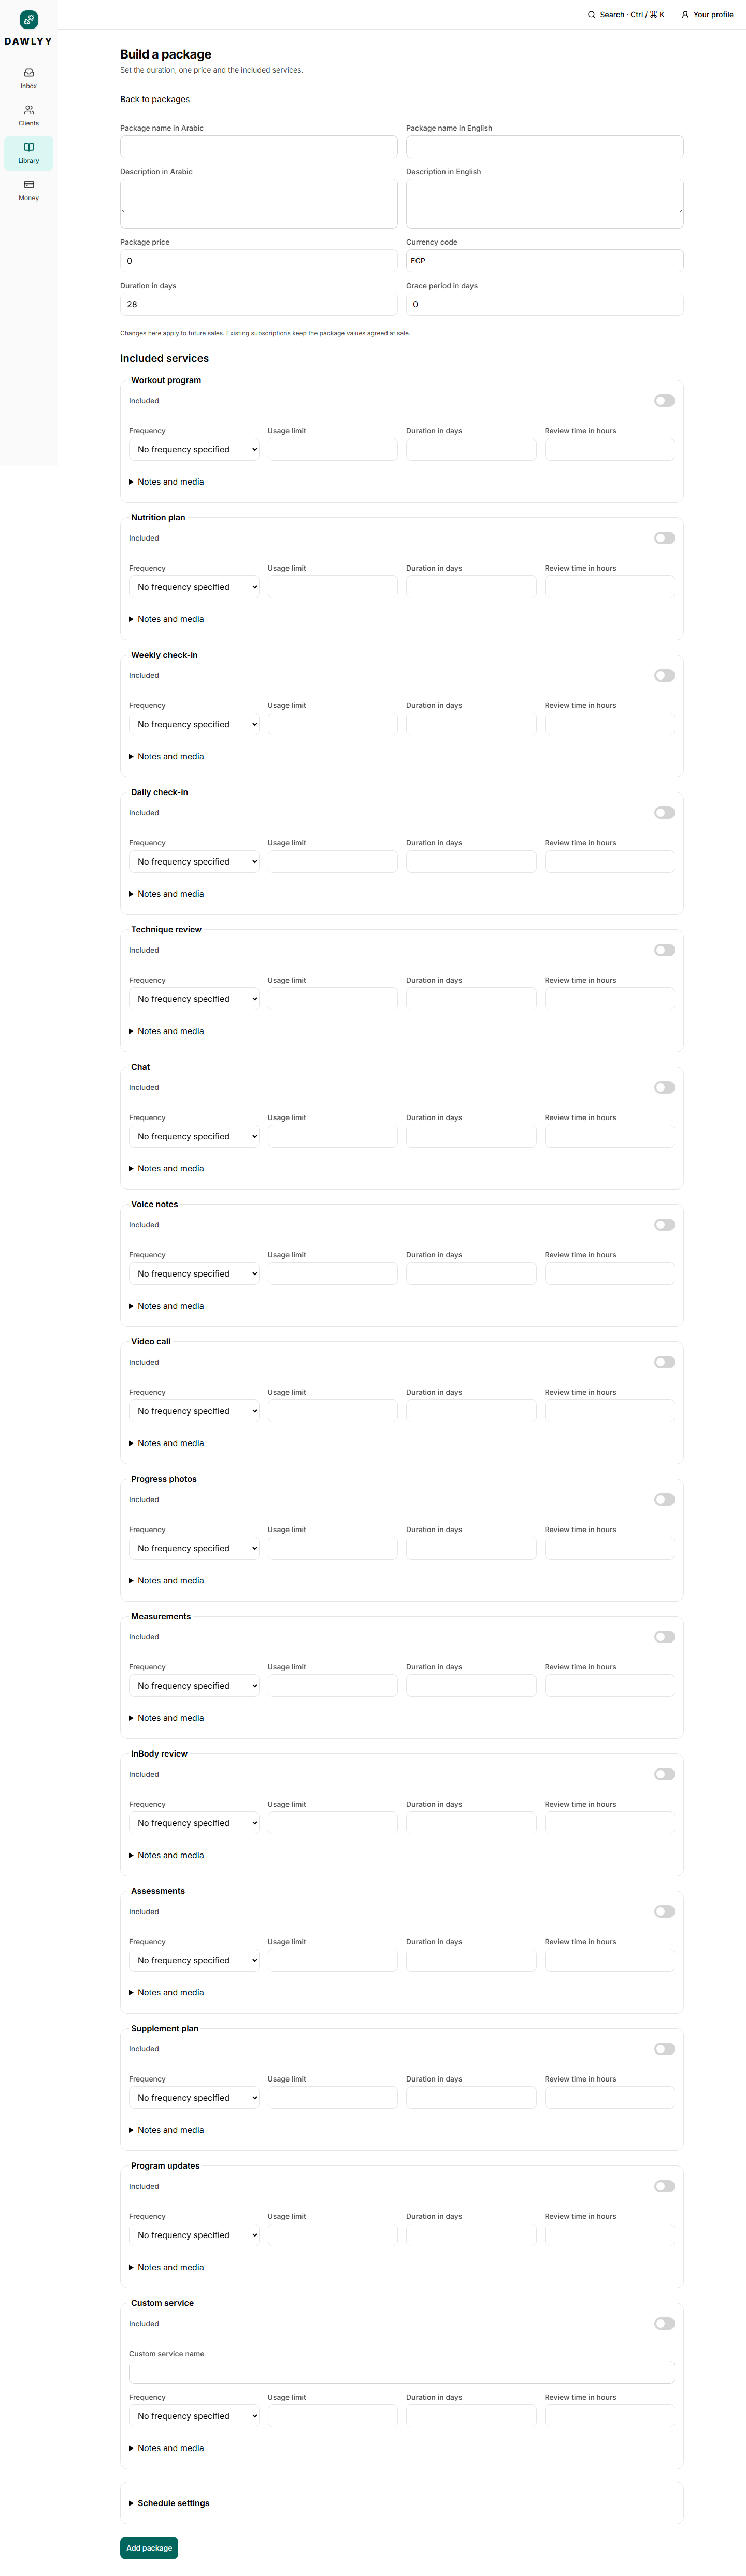 DAWLYY
Inbox
Clients
Library
Money
Search · Ctrl / ⌘ K
Your profile
Build a package
Set the duration, one price and the included services.
Back to packages
Package name in Arabic
Package name in English
Description in Arabic
Description in English
Package price
Currency code
0
EGP
Duration in days
Grace period in days
28
0
Changes here apply to future sales. Existing subscriptions keep the package values agreed at sale.
Included services
Workout program
Included
Frequency
Usage limit
Duration in days
Review time in hours
No frequency specified
Notes and media
Nutrition plan
Included
Frequency
Usage limit
Duration in days
Review time in hours
No frequency specified
Notes and media
Weekly check-in
Included
Frequency
Usage limit
Duration in days
Review time in hours
No frequency specified
Notes and media
Daily check-in
Included
Frequency
Usage limit
Duration in days
Review time in hours
No frequency specified
Notes and media
Technique review
Included
Frequency
Usage limit
Duration in days
Review time in hours
No frequency specified
Notes and media
Chat
Included
Frequency
Usage limit
Duration in days
Review time in hours
No frequency specified
Notes and media
Voice notes
Included
Frequency
Usage limit
Duration in days
Review time in hours
No frequency specified
Notes and media
Video call
Included
Frequency
Usage limit
Duration in days
Review time in hours
No frequency specified
Notes and media
Progress photos
Included
Frequency
Usage limit
Duration in days
Review time in hours
No frequency specified
Notes and media
Measurements
Included
Frequency
Usage limit
Duration in days
Review time in hours
No frequency specified
Notes and media
InBody review
Included
Frequency
Usage limit
Duration in days
Review time in hours
No frequency specified
Notes and media
Assessments
Included
Frequency
Usage limit
Duration in days
Review time in hours
No frequency specified
Notes and media
Supplement plan
Included
Frequency
Usage limit
Duration in days
Review time in hours
No frequency specified
Notes and media
Program updates
Included
Frequency
Usage limit
Duration in days
Review time in hours
No frequency specified
Notes and media
Custom service
Included
Custom service name
Frequency
Usage limit
Duration in days
Review time in hours
No frequency specified
Notes and media
Schedule settings
Add package